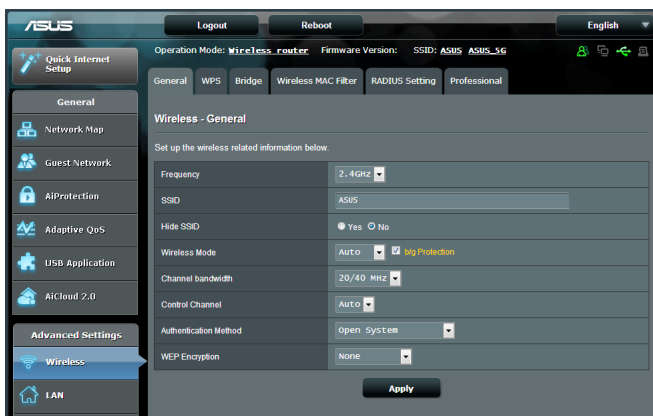 ASUS
Logout
Reboot
English
Quick Internet Setup
Operation Mode: Wireless router Firmware Version: SSID: ASUS ASUS_5G
General WPS Bridge Wireless MAC Filter RADIUS Setting Professional
General
Network Map
Guest Network
AiProtection
Adaptive QoS
USB Application
AiCloud 2.0
Advanced Settings
Wireless
LAN
Wireless - General
Set up the wireless related information below.
Frequency 2.4GHz
SSID ASUS
Hide SSID Yes No
Wireless Mode Auto b/g Protection
Channel bandwidth 20/40 MHz
Control Channel Auto
Authentication Method Open System
WEP Encryption None
Apply